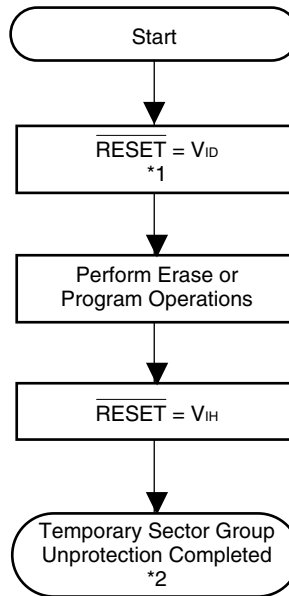 Start
RESET = VID
*1
Perform Erase or
Program Operations
RESET = VIH
Temporary Sector Group
Unprotection Completed
*2